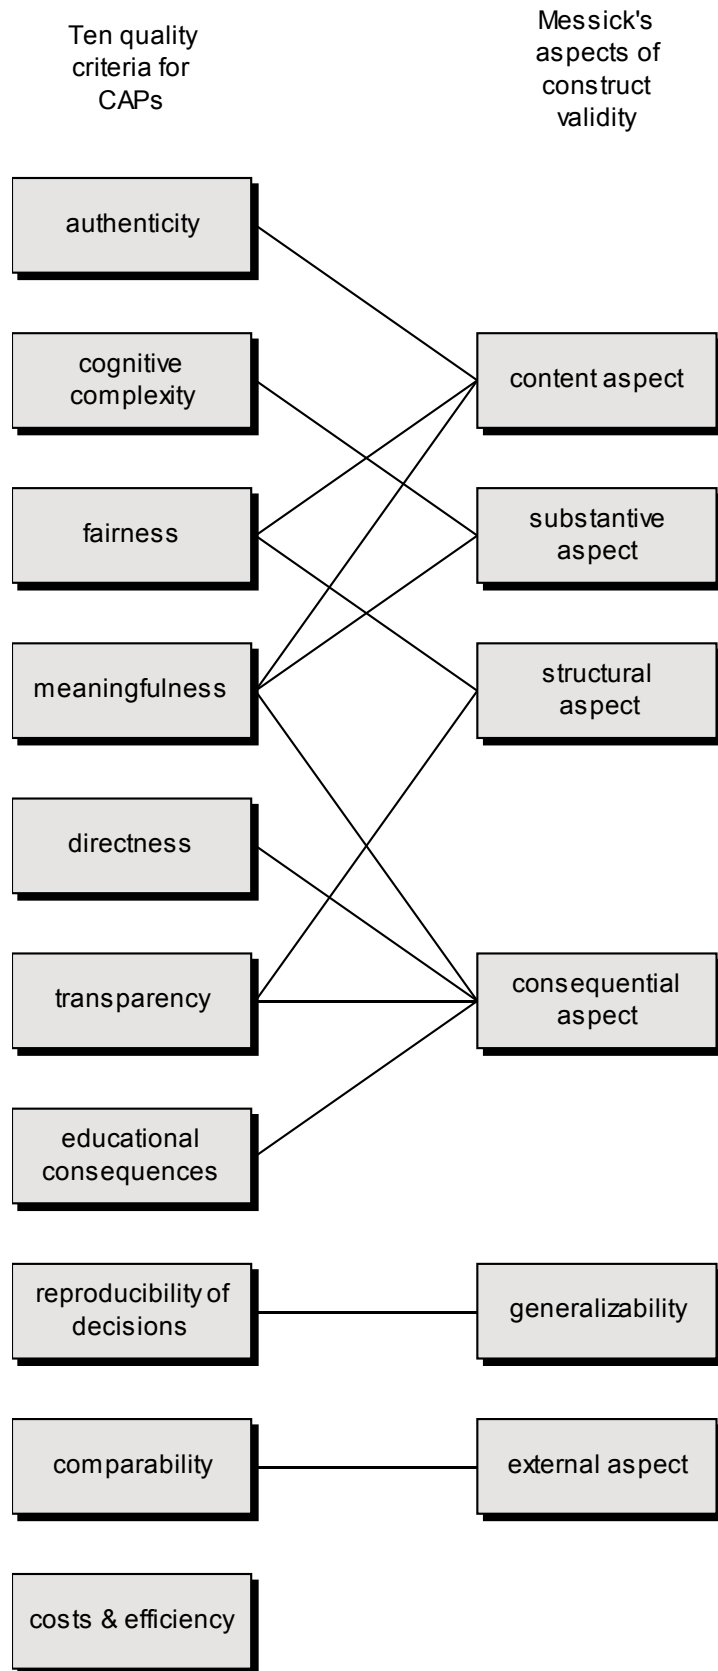 Ten quality
criteria for
CAPs
Messick's
aspects of
construct
validity
authenticity
cognitive
complexity
content aspect
fairness
substantive
aspect
meaningfulness
structural
aspect
directness
transparency
consequential
aspect
educational
consequences
reproducibility of
decisions
generalizability
comparability
external aspect
costs & efficiency